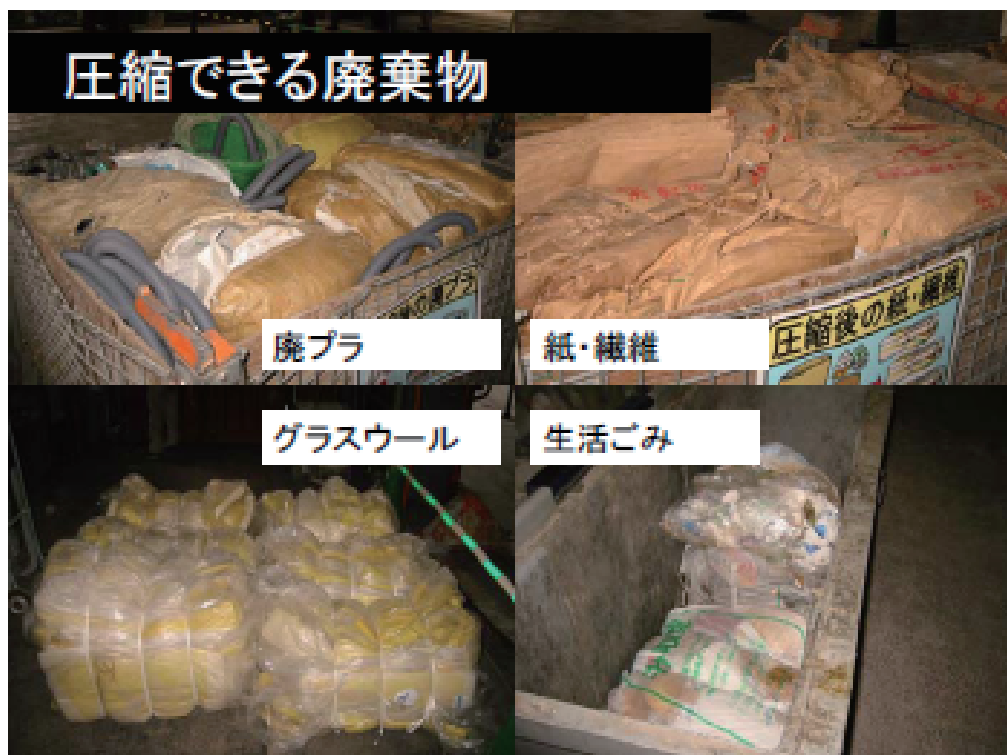 圧縮できる廃棄物
廃プラ
紙・繊維
圧縮後の紙・繊維
グラスウール
生活ごみ